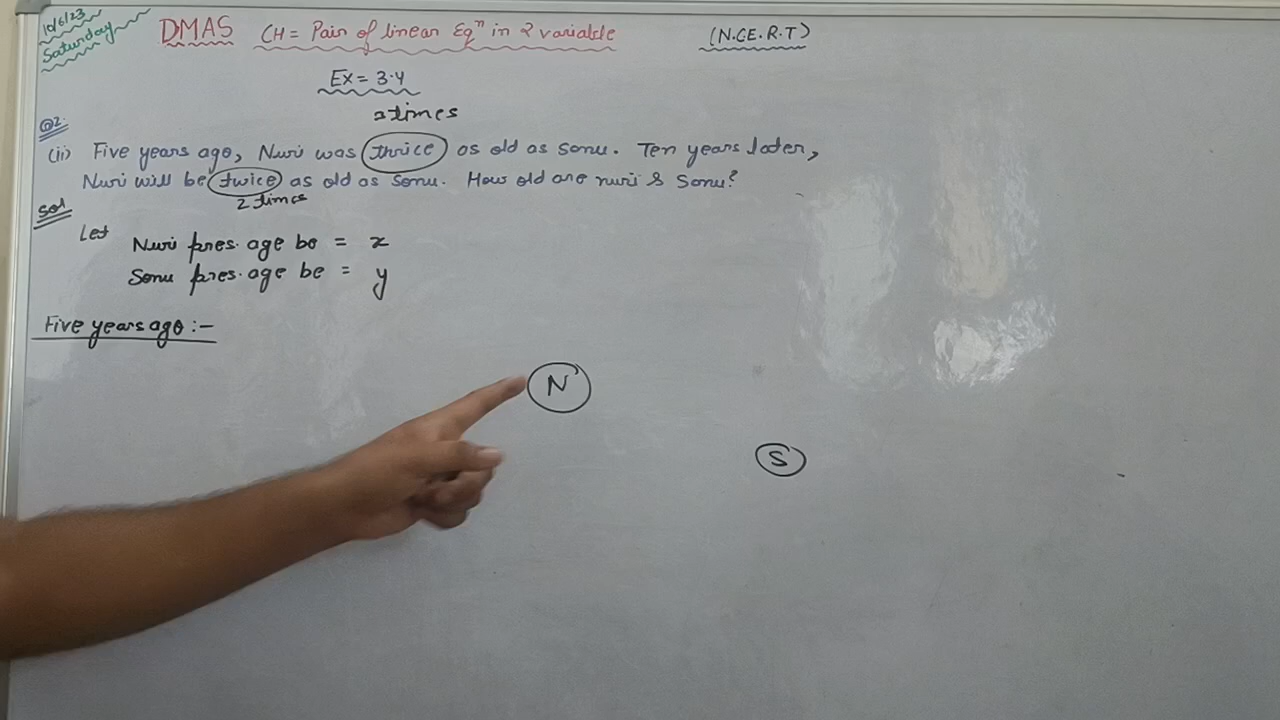 10/6/23
Saturday
DMAS CH = Pair of linear Eqⁿ in 2 variable (N.CE.R.T)
Ex = 3.4
3 times
Q2.
(ii) Five years ago, Nuri was thrice as old as sonu. Ten years later,
Nuri will be twice as old as Sonu. How old are nuri & Sonu?
2 times
Sol
Let Nuri pres. age be = x
Sonu pres. age be = y
Five years ago :-
N
S